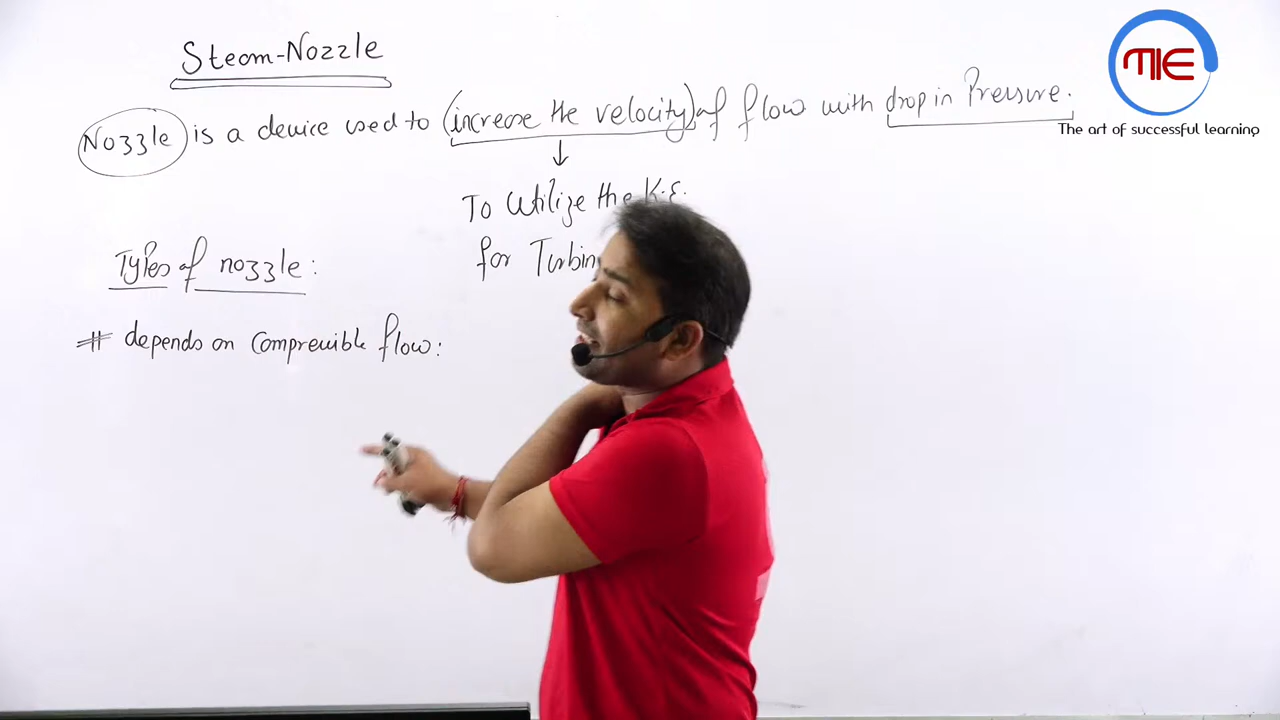 Steam-Nozzle
MIE
The art of successful learning
Nozzle is a device used to (increase the velocity) of flow with drop in Pressure.
To Utilize the K.E.
for
Types of nozzle:
# depends on Compressible flow: